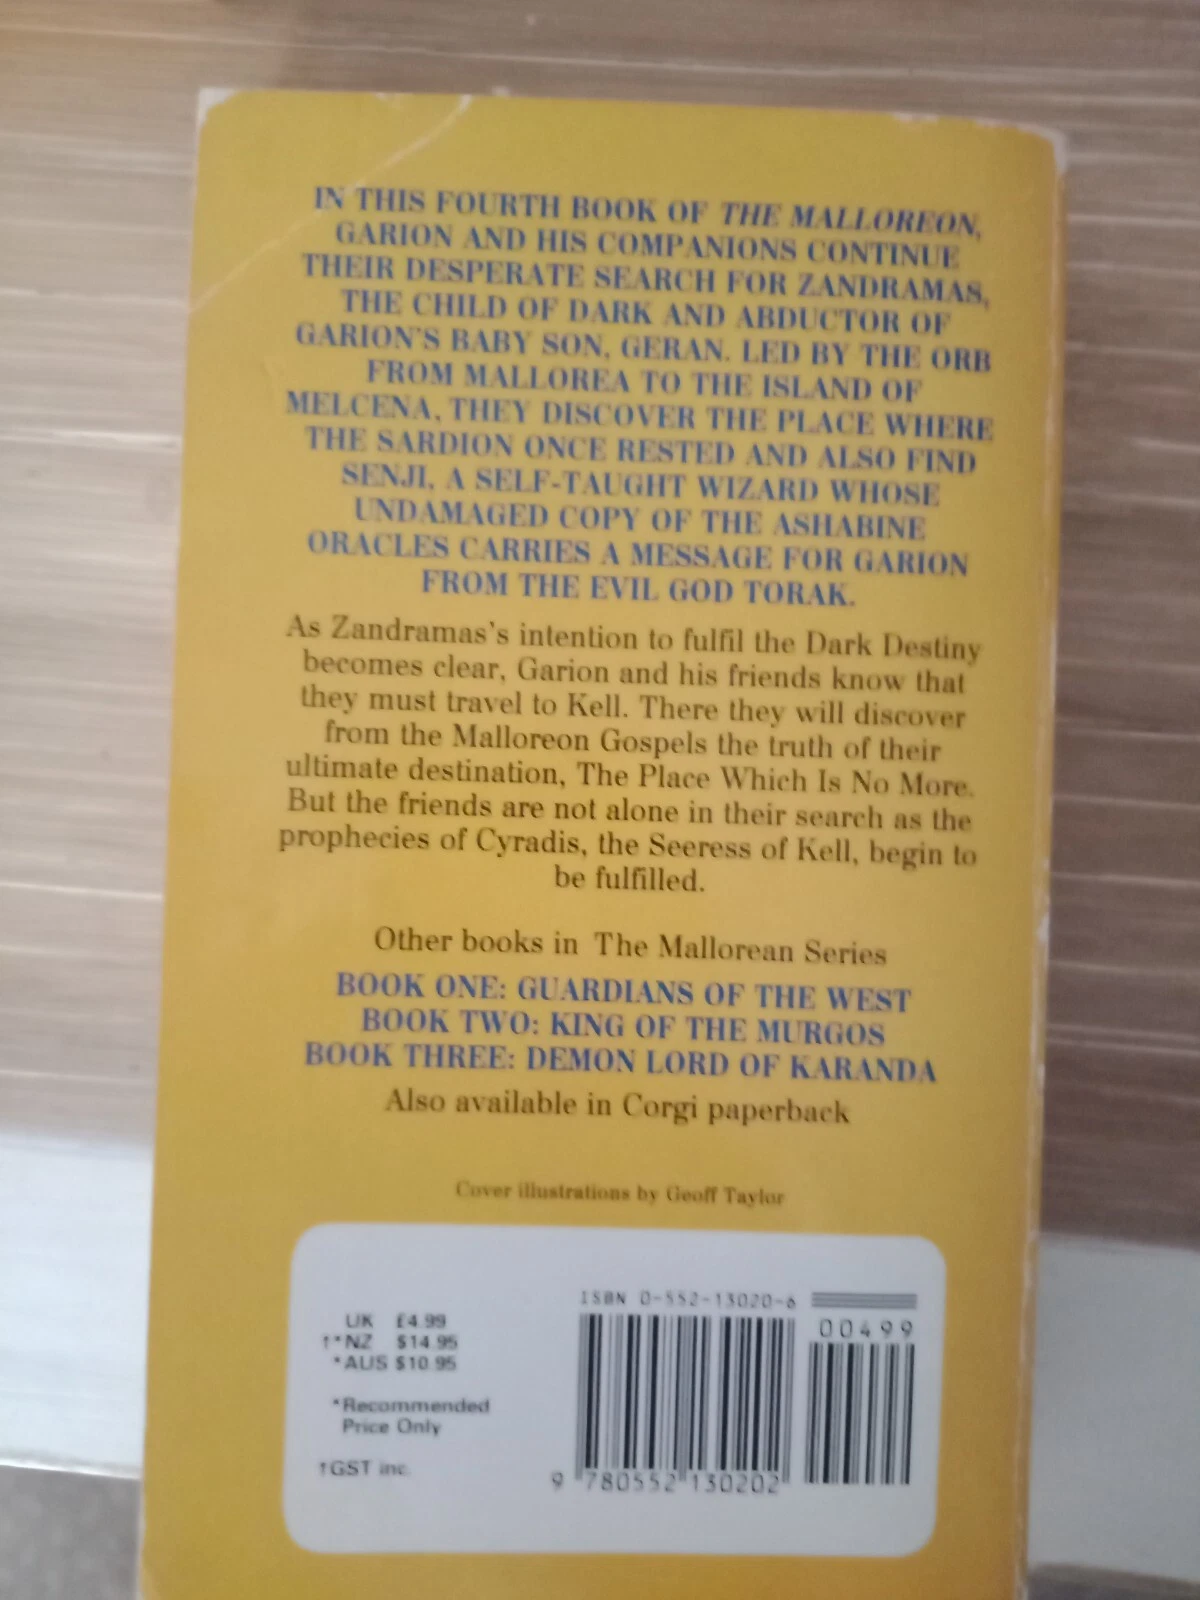 IN THIS FOURTH BOOK OF THE MALLOREON,
GARION AND HIS COMPANIONS CONTINUE
THEIR DESPERATE SEARCH FOR ZANDRAMAS,
THE CHILD OF DARK AND ABDUCTOR OF
GARION'S BABY SON, GERAN. LED BY THE ORB
FROM MALLOREA TO THE ISLAND OF
MELCENA, THEY DISCOVER THE PLACE WHERE
THE SARDION ONCE RESTED AND ALSO FIND
SENJI, A SELF-TAUGHT WIZARD WHOSE
UNDAMAGED COPY OF THE ASHABINE
ORACLES CARRIES A MESSAGE FOR GARION
FROM THE EVIL GOD TORAK.
As Zandramas's intention to fulfil the Dark Destiny
becomes clear, Garion and his friends know that
they must travel to Kell. There they will discover
from the Malloreon Gospels the truth of their
ultimate destination, The Place Which Is No More.
But the friends are not alone in their search as the
prophecies of Cyradis, the Seeress of Kell, begin to
be fulfilled.
Other books in The Mallorean Series
BOOK ONE: GUARDIANS OF THE WEST
BOOK TWO: KING OF THE MURGOS
BOOK THREE: DEMON LORD OF KARANDA
Also available in Corgi paperback
Cover illustrations by Geoff Taylor
UK £4.99
†*NZ $14.95
*AUS $10.95
*Recommended
Price Only
†GST inc.
ISBN 0-552-13020-6
00499
9 780552 130202